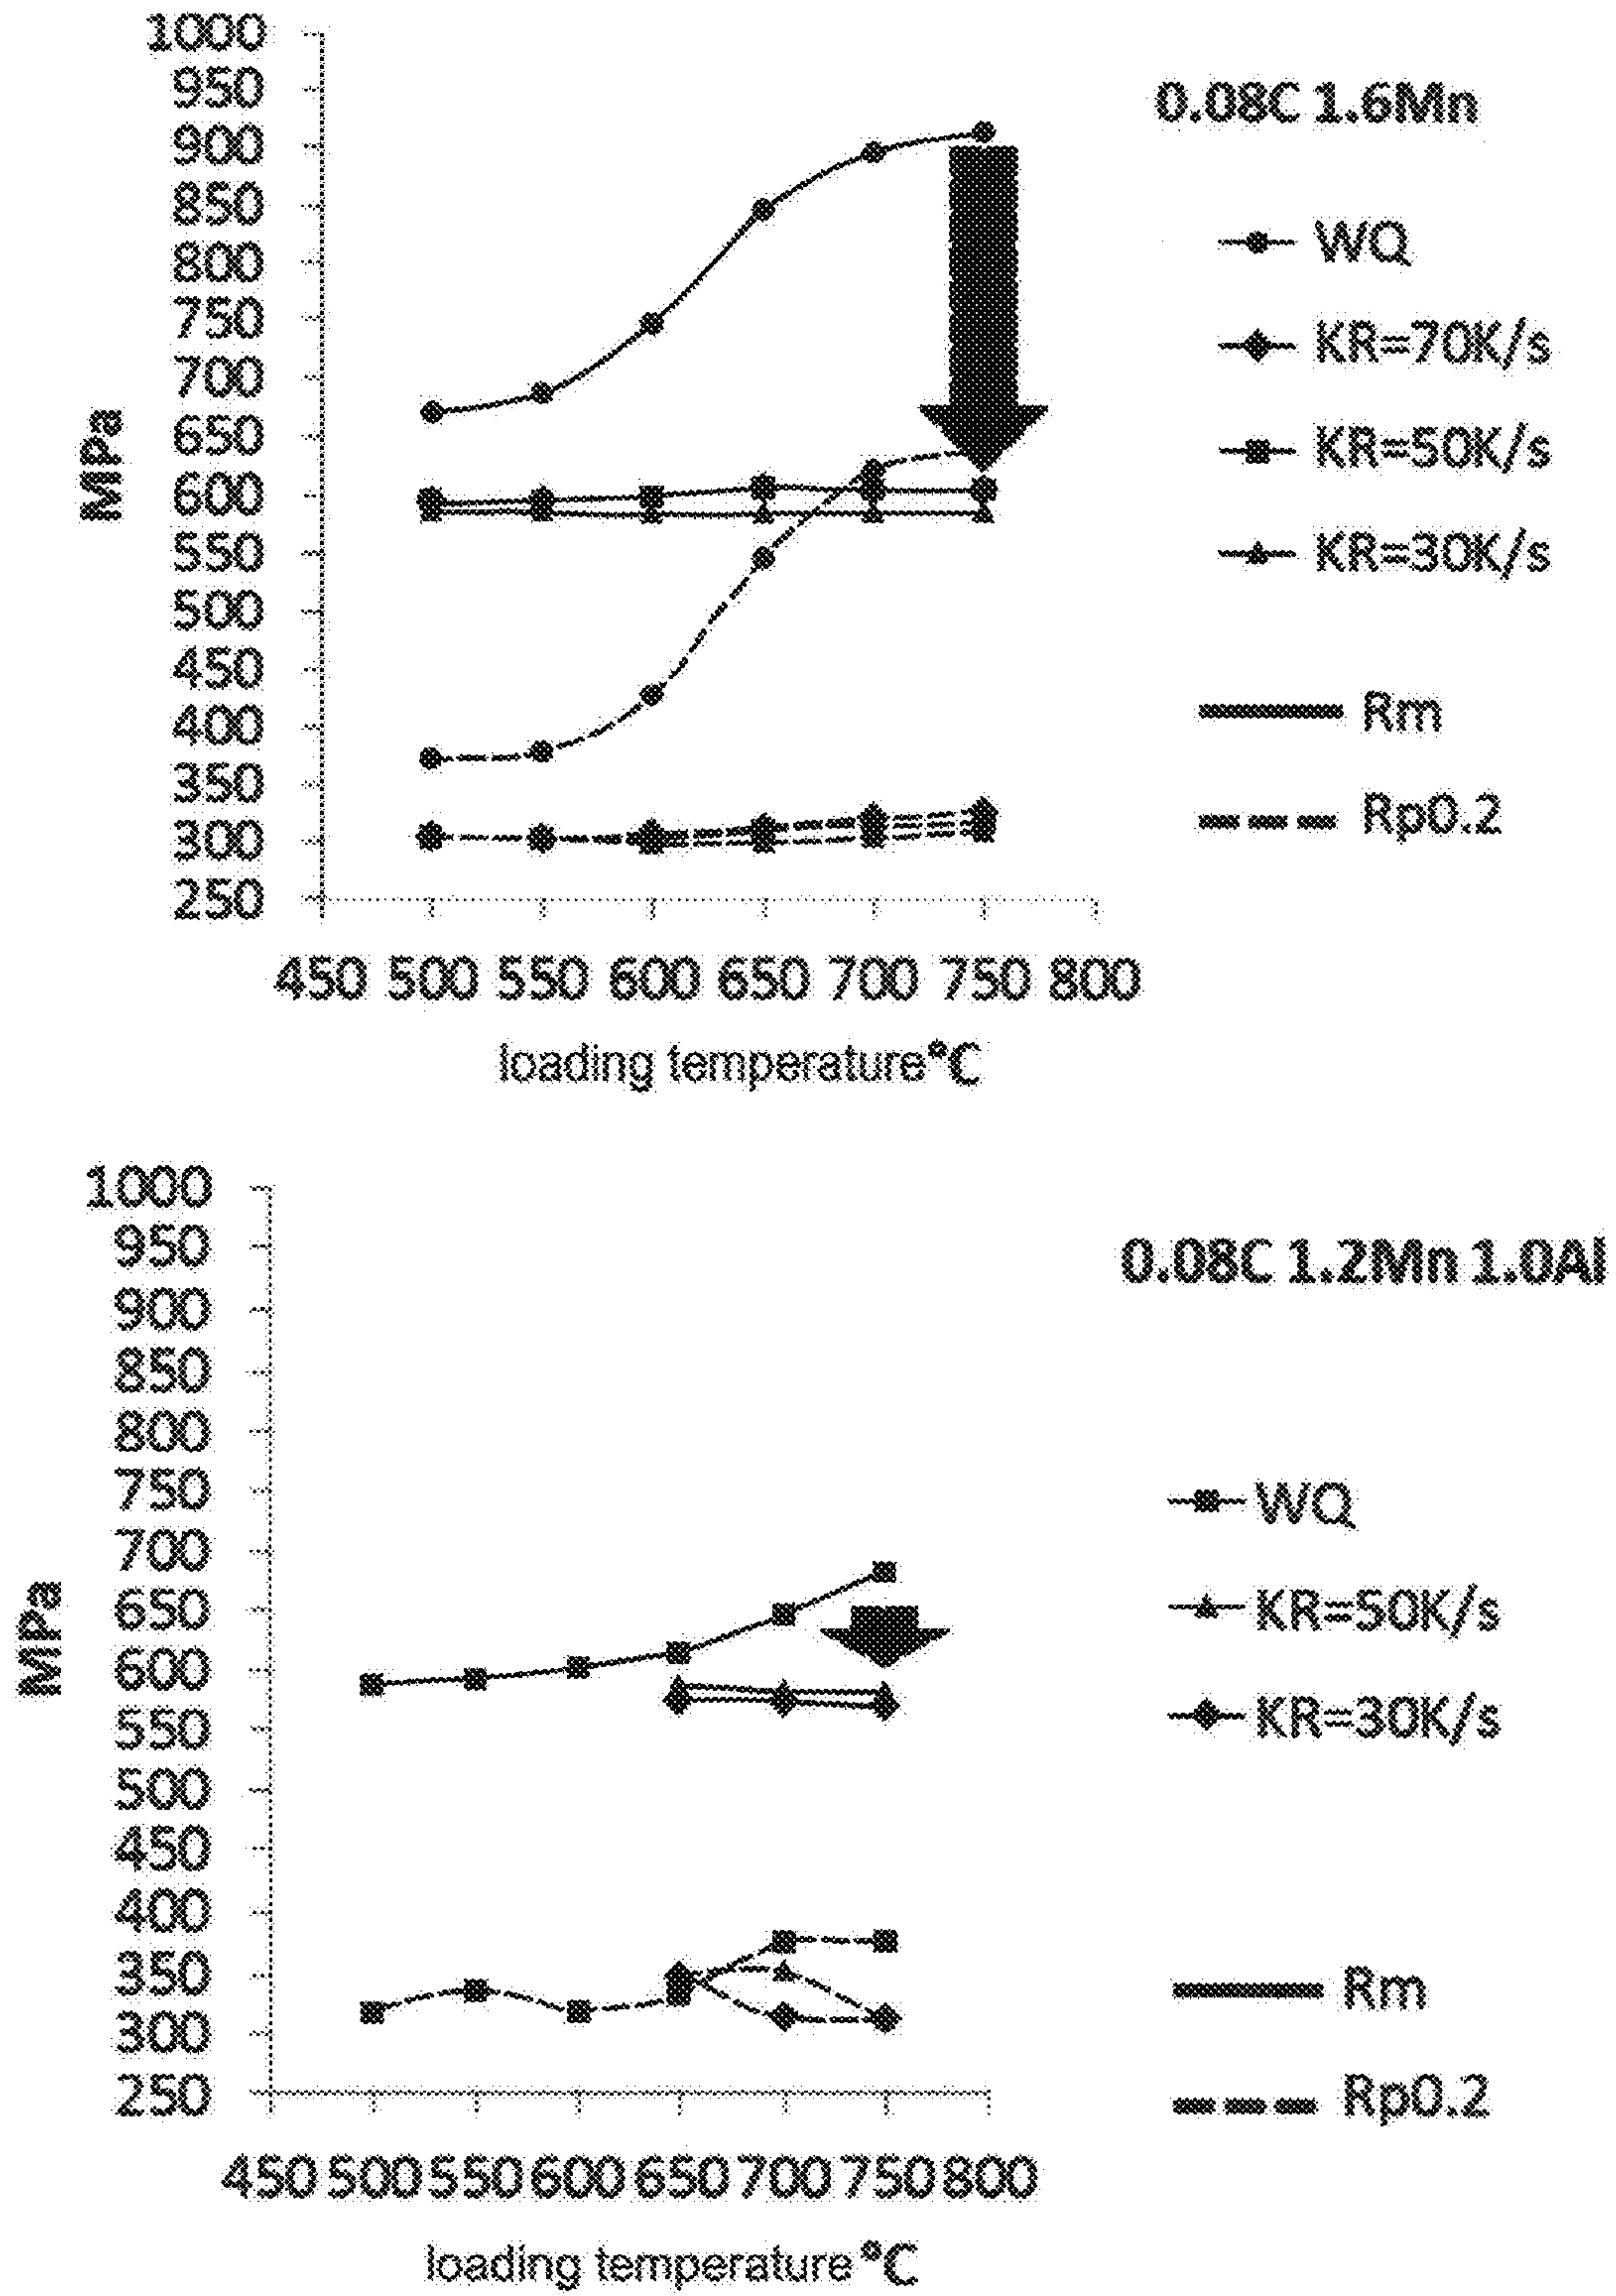 1000
950
900
850
800
750
700
650
600
550
500
450
400
350
300
250
MPa
450 500 550 600 650 700 750 800
loading temperature°C
0.08C 1.6Mn
WQ
KR=70K/s
KR=50K/s
KR=30K/s
Rm
Rp0.2
1000
950
900
850
800
750
700
650
600
550
500
450
400
350
300
250
MPa
450 500 550 600 650 700 750 800
loading temperature °C
0.08C 1.2Mn 1.0Al
WQ
KR=50K/s
KR=30K/s
Rm
Rp0.2